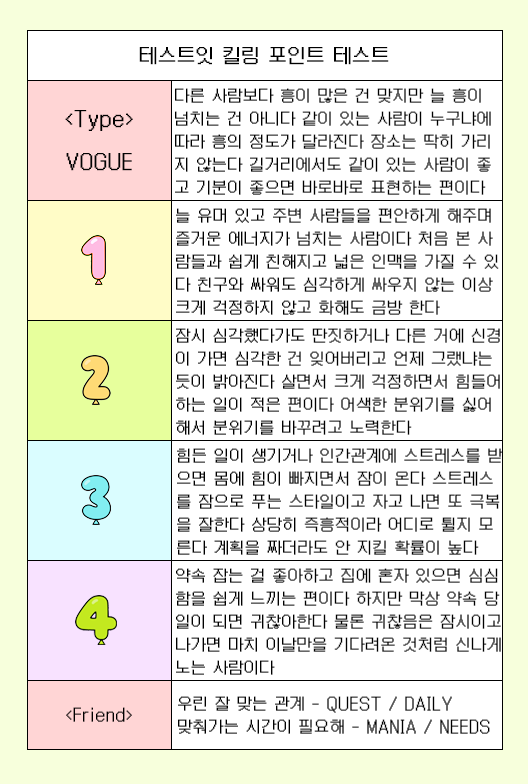 테스트잇 킬링 포인트 테스트
<Type>
VOGUE
다른 사람보다 흥이 많은 건 맞지만 늘 흥이
넘치는 건 아니다 같이 있는 사람이 누구냐에
따라 흥의 정도가 달라진다 장소는 딱히 가리
지 않는다 길거리에서도 같이 있는 사람이 좋
고 기분이 좋으면 바로바로 표현하는 편이다
1
늘 유머 있고 주변 사람들을 편안하게 해주며
즐거운 에너지가 넘치는 사람이다 처음 본 사
람들과 쉽게 친해지고 넓은 인맥을 가질 수 있
다 친구와 싸워도 심각하게 싸우지 않는 이상
크게 걱정하지 않고 화해도 금방 한다
2
잠시 심각했다가도 딴짓하거나 다른 거에 신경
이 가면 심각한 건 잊어버리고 언제 그랬냐는
듯이 밝아진다 살면서 크게 걱정하면서 힘들어
하는 일이 적은 편이다 어색한 분위기를 싫어
해서 분위기를 바꾸려고 노력한다
3
힘든 일이 생기거나 인간관계에 스트레스를 받
으면 몸에 힘이 빠지면서 잠이 온다 스트레스
를 잠으로 푸는 스타일이고 자고 나면 또 극복
을 잘한다 상당히 즉흥적이라 어디로 튈지 모
른다 계획을 짜더라도 안 지킬 확률이 높다
4
약속 잡는 걸 좋아하고 집에 혼자 있으면 심심
함을 쉽게 느끼는 편이다 하지만 막상 약속 당
일이 되면 귀찮아한다 물론 귀찮음은 잠시이고
나가면 마치 이날만을 기다려온 것처럼 신나게
노는 사람이다
<Friend>
우린 잘 맞는 관계 - QUEST / DAILY
맞춰가는 시간이 필요해 - MANIA / NEEDS